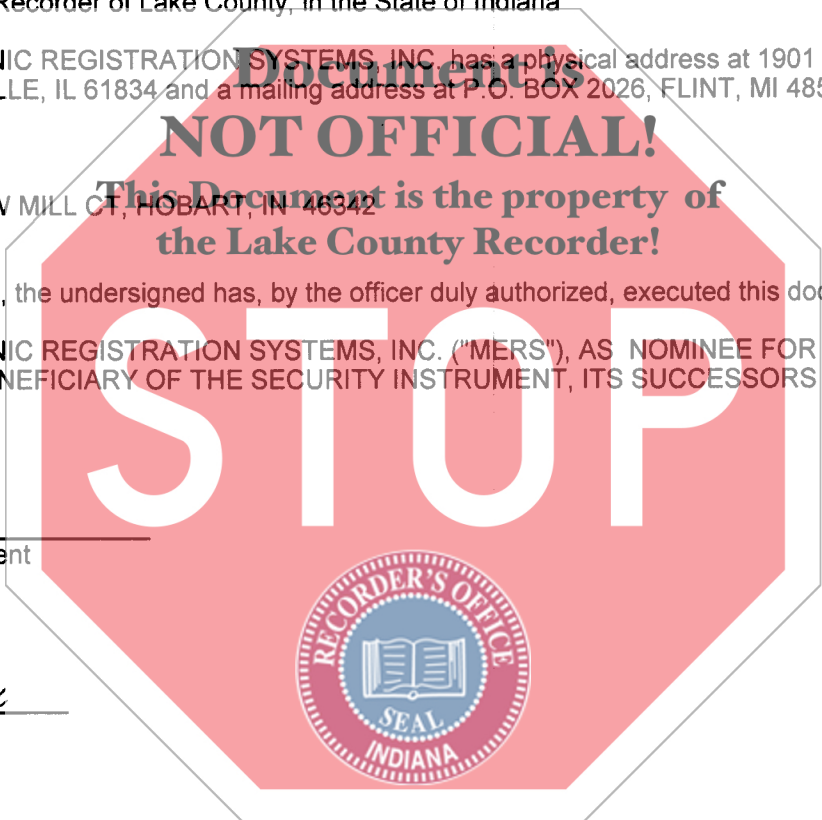 Recorder of Lake County, in the State of Indiana
NIC REGISTRATION SYSTEMS, INC. has a physical address at 1901
Document is
LLE, IL 61834 and a mailing address at P.O. BOX 2026, FLINT, MI 485
NOT OFFICIAL!
MILL CT, HOBART, IN 46342
This Document is the property of
the Lake County Recorder!
, the undersigned has, by the officer duly authorized, executed this doc
NIC REGISTRATION SYSTEMS, INC. ("MERS"), AS NOMINEE FOR
NEFICIARY OF THE SECURITY INSTRUMENT, ITS SUCCESSORS
STOP
ent
RECORDER'S OFFICE
SEAL
INDIANA